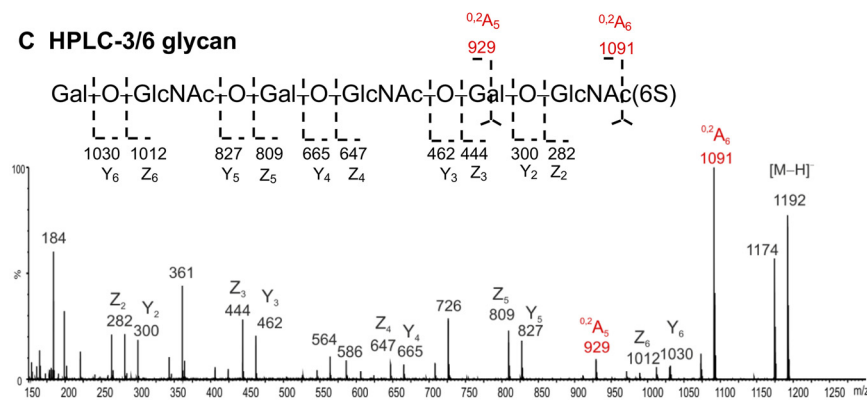 C HPLC-3/6 glycan
0,2A5
929
0,2A6
1091
Gal-O-GlcNAc-O-Gal-O-GlcNAc-O-Gal-O-GlcNAc(6S)
1030 1012 827 809 665 647 462 444 300 282
Y6 Z6 Y5 Z5 Y4 Z4 Y3 Z3 Y2 Z2
0,2A6
1091
[M–H]-
1192
1174
100
%
0
184
Z2
282
Y2
300
361
Z3
444
Y3
462
564
586
Z4
647
Y4
665
726
Z5
809
Y5
827
0,2A5
929
Z6
1012
Y6
1030
150 200 250 300 350 400 450 500 550 600 650 700 750 800 850 900 950 1000 1050 1100 1150 1200 1250 m/z